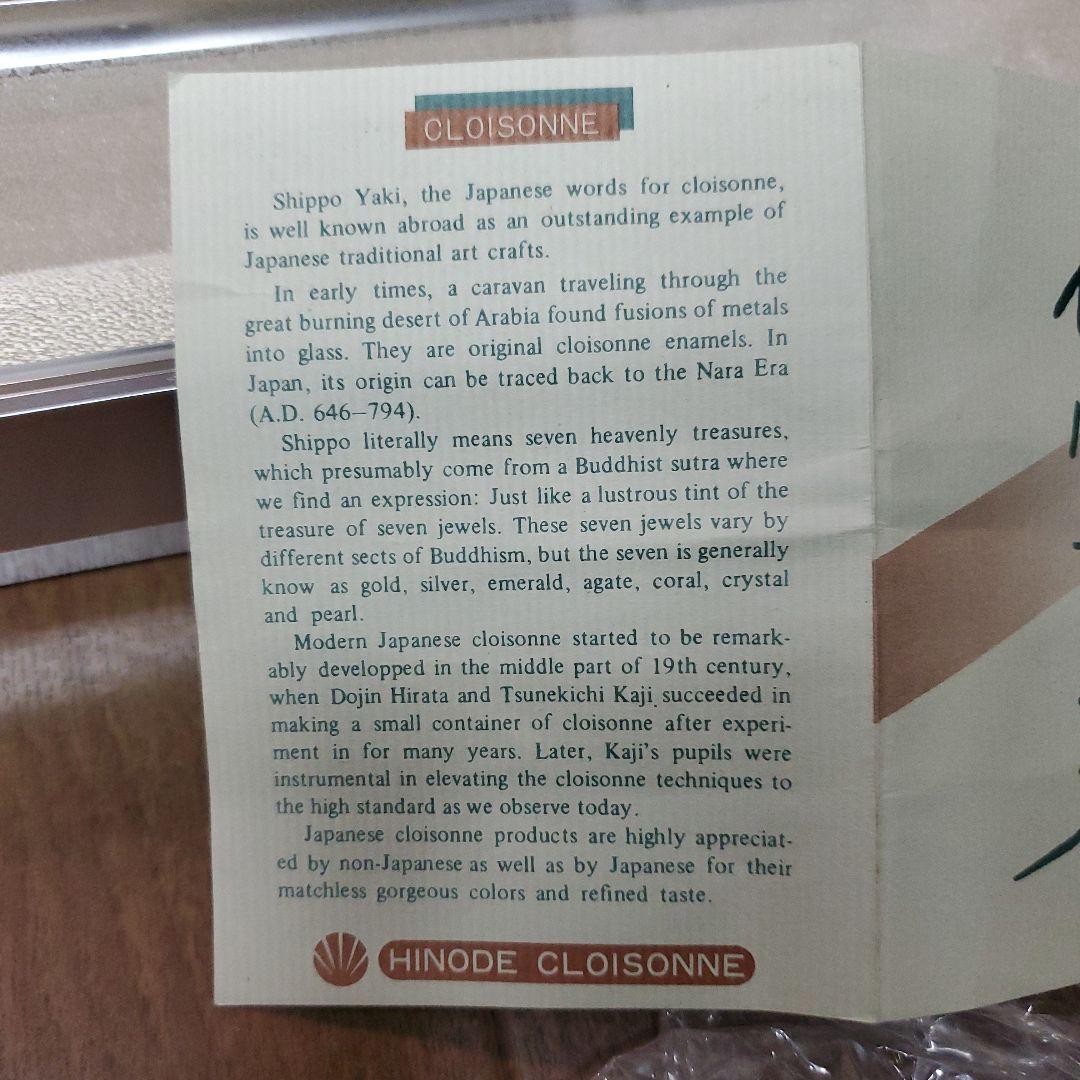 CLOISONNE
Shippo Yaki, the Japanese words for cloisonne,
is well known abroad as an outstanding example of
Japanese traditional art crafts.
In early times, a caravan traveling through the
great burning desert of Arabia found fusions of metals
into glass. They are original cloisonne enamels. In
Japan, its origin can be traced back to the Nara Era
(A.D. 646–794).
Shippo literally means seven heavenly treasures,
which presumably come from a Buddhist sutra where
we find an expression: Just like a lustrous tint of the
treasure of seven jewels. These seven jewels vary by
different sects of Buddhism, but the seven is generally
know as gold, silver, emerald, agate, coral, crystal
and pearl.
Modern Japanese cloisonne started to be remark-
ably developped in the middle part of 19th century,
when Dojin Hirata and Tsunekichi Kaji succeeded in
making a small container of cloisonne after experi-
ment in for many years. Later, Kaji's pupils were
instrumental in elevating the cloisonne techniques to
the high standard as we observe today.
Japanese cloisonne products are highly appreciat-
ed by non-Japanese as well as by Japanese for their
matchless gorgeous colors and refined taste.
HINODE CLOISONNE